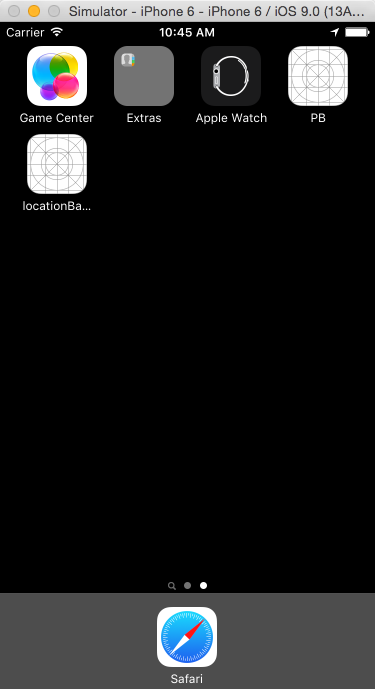 Simulator - iPhone 6 - iPhone 6 / iOS 9.0 (13A...
Carrier 10:45 AM
Game Center Extras Apple Watch PB
locationBa...
Safari